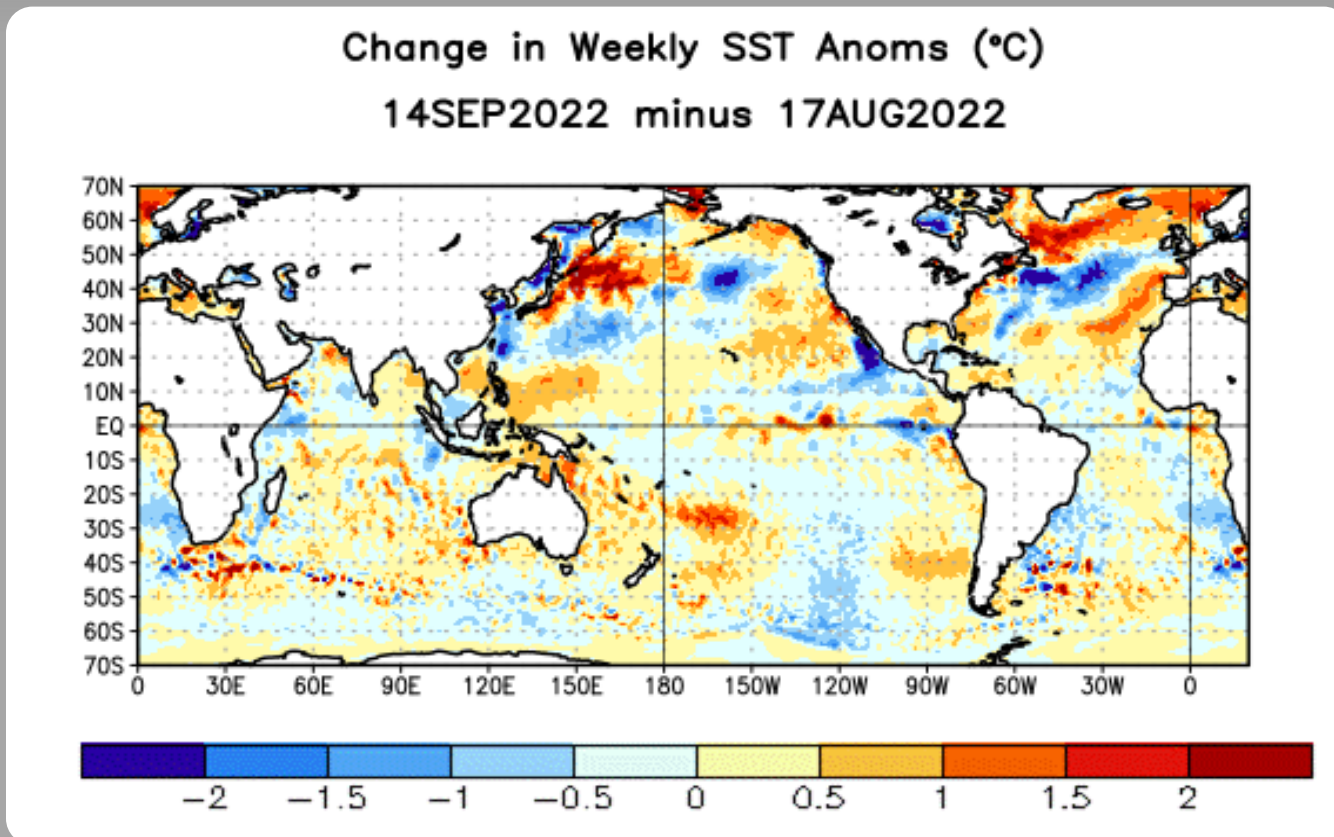 Change in Weekly SST Anoms (°C)
14SEP2022 minus 17AUG2022
70N
60N
50N
40N
30N
20N
10N
EQ
10S
20S
30S
40S
50S
60S
70S
0 30E 60E 90E 120E 150E 180 150W 120W 90W 60W 30W 0
−2 −1.5 −1 −0.5 0 0.5 1 1.5 2